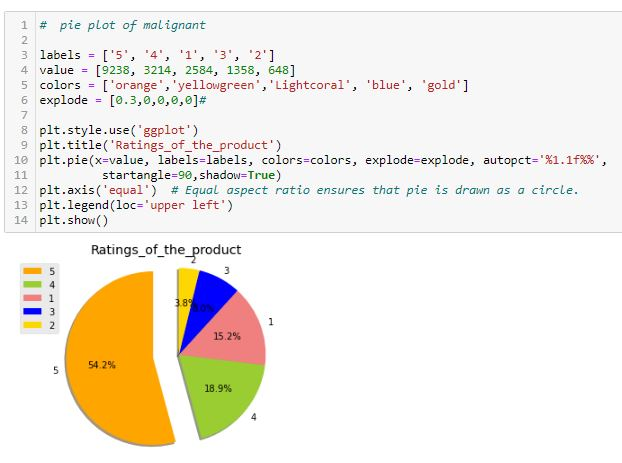 1 # pie plot of malignant
2
3 labels = ['5', '4', '1', '3', '2']
4 value = [9238, 3214, 2584, 1358, 648]
5 colors = ['orange','yellowgreen','Lightcoral', 'blue', 'gold']
6 explode = [0.3,0,0,0,0]#
7
8 plt.style.use('ggplot')
9 plt.title('Ratings_of_the_product')
10 plt.pie(x=value, labels=labels, colors=colors, explode=explode, autopct='%1.1f%%',
11 startangle=90,shadow=True)
12 plt.axis('equal') # Equal aspect ratio ensures that pie is drawn as a circle.
13 plt.legend(loc='upper left')
14 plt.show()
Ratings_of_the_product
5
4
1
3
2
2
3
3.8%
1
15.2%
5
54.2%
18.9%
4